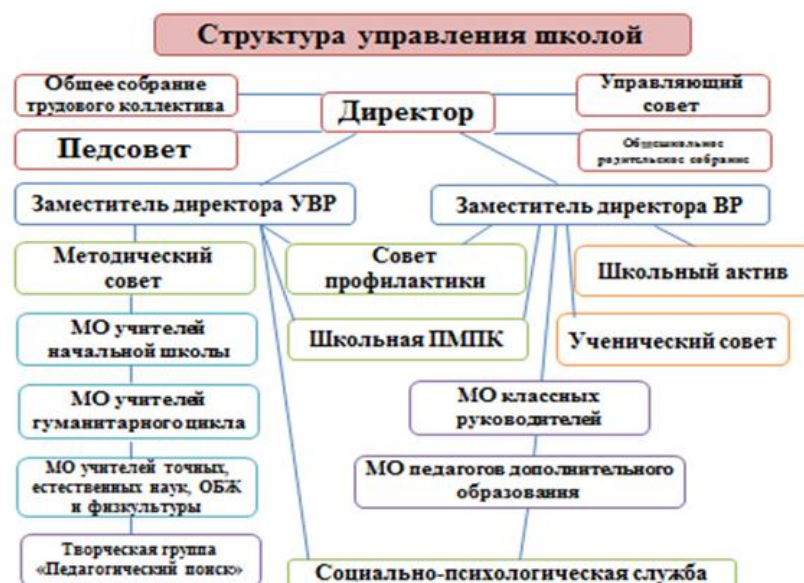 Структура управления школой
Общее собрание
трудового коллектива
Управляющий
совет
Директор
Педсовет
Общешкольное
родительское собрание
Заместитель директора УВР
Заместитель директора ВР
Методический
совет
Совет
профилактики
Школьный актив
МО учителей
начальной школы
Школьная ПМПК
Ученический совет
МО учителей
гуманитарного цикла
МО классных
руководителей
МО учителей точных,
естественных наук, ОБЖ
и физкультуры
МО педагогов дополнительного
образования
Творческая группа
«Педагогический поиск»
Социально-психологическая служба